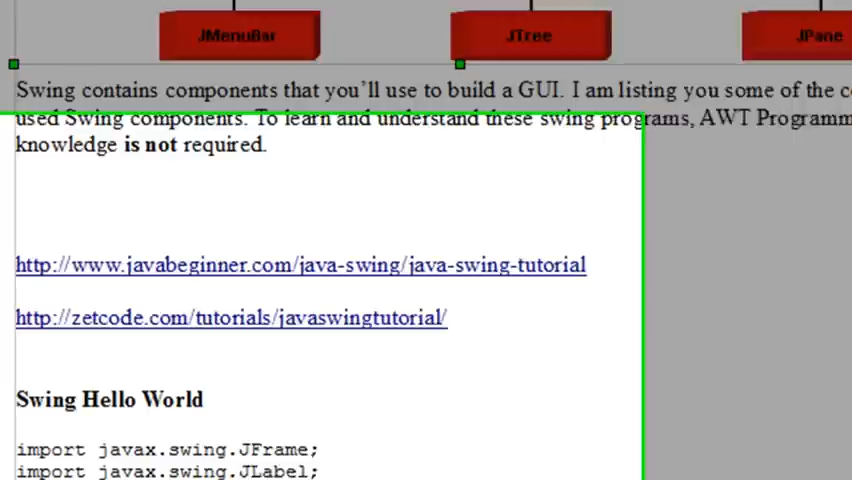 JMenuBar JTree JPane
Swing contains components that you'll use to build a GUI. I am listing you some of the
used Swing components. To learn and understand these swing programs, AWT
knowledge is not required.
http://www.javabeginner.com/java-swing/java-swing-tutorial
http://zetcode.com/tutorials/javaswingtutorial/
Swing Hello World
import javax.swing.JFrame;
import javax.swing.JLabel;